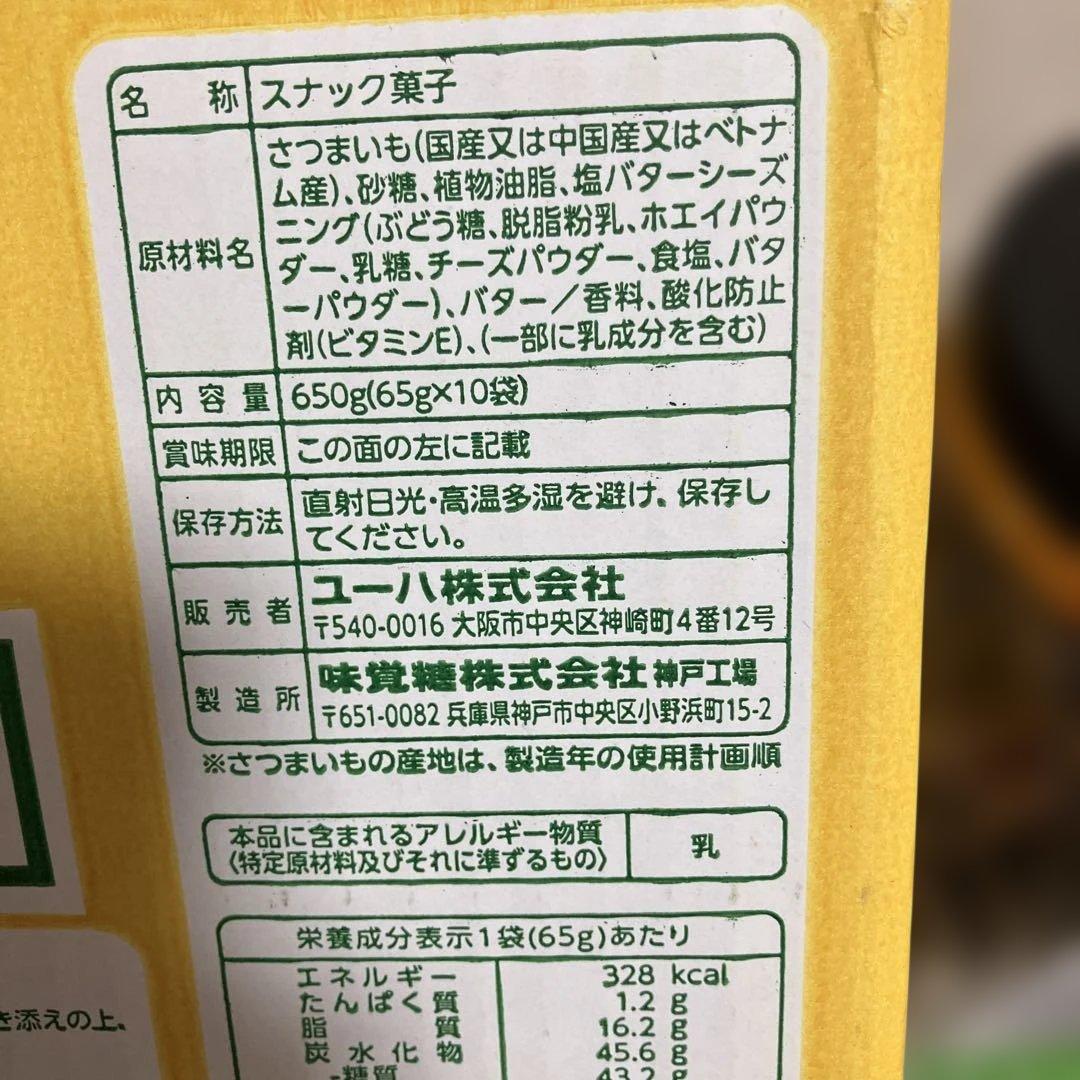 名称 スナック菓子
原材料名 さつまいも(国産又は中国産又はベトナ
ム産)、砂糖、植物油脂、塩バターシーズ
ニング(ぶどう糖、脱脂粉乳、ホエイパウ
ダー、乳糖、チーズパウダー、食塩、バタ
ーパウダー)、バター／香料、酸化防止
剤(ビタミンE)、(一部に乳成分を含む)
内容量 650g(65g×10袋)
賞味期限 この面の左に記載
保存方法 直射日光・高温多湿を避け。保存し
てください。
販売者 ユーハ株式会社
〒540-0016 大阪市中央区神崎町4番12号
製造所 味覚糖株式会社 神戸工場
〒651-0082 兵庫県神戸市中央区小野浜町15-2
※さつまいもの産地は、製造年の使用計画順
本品に含まれるアレルギー物質 乳
〈特定原材料及びそれに準ずるもの〉
栄養成分表示1袋(65g)あたり
エネルギー 328 kcal
たんぱく質 1.2 g
脂質 16.2 g
炭水化物 45.6 g
-糖質 43.2 g
き添えの上、